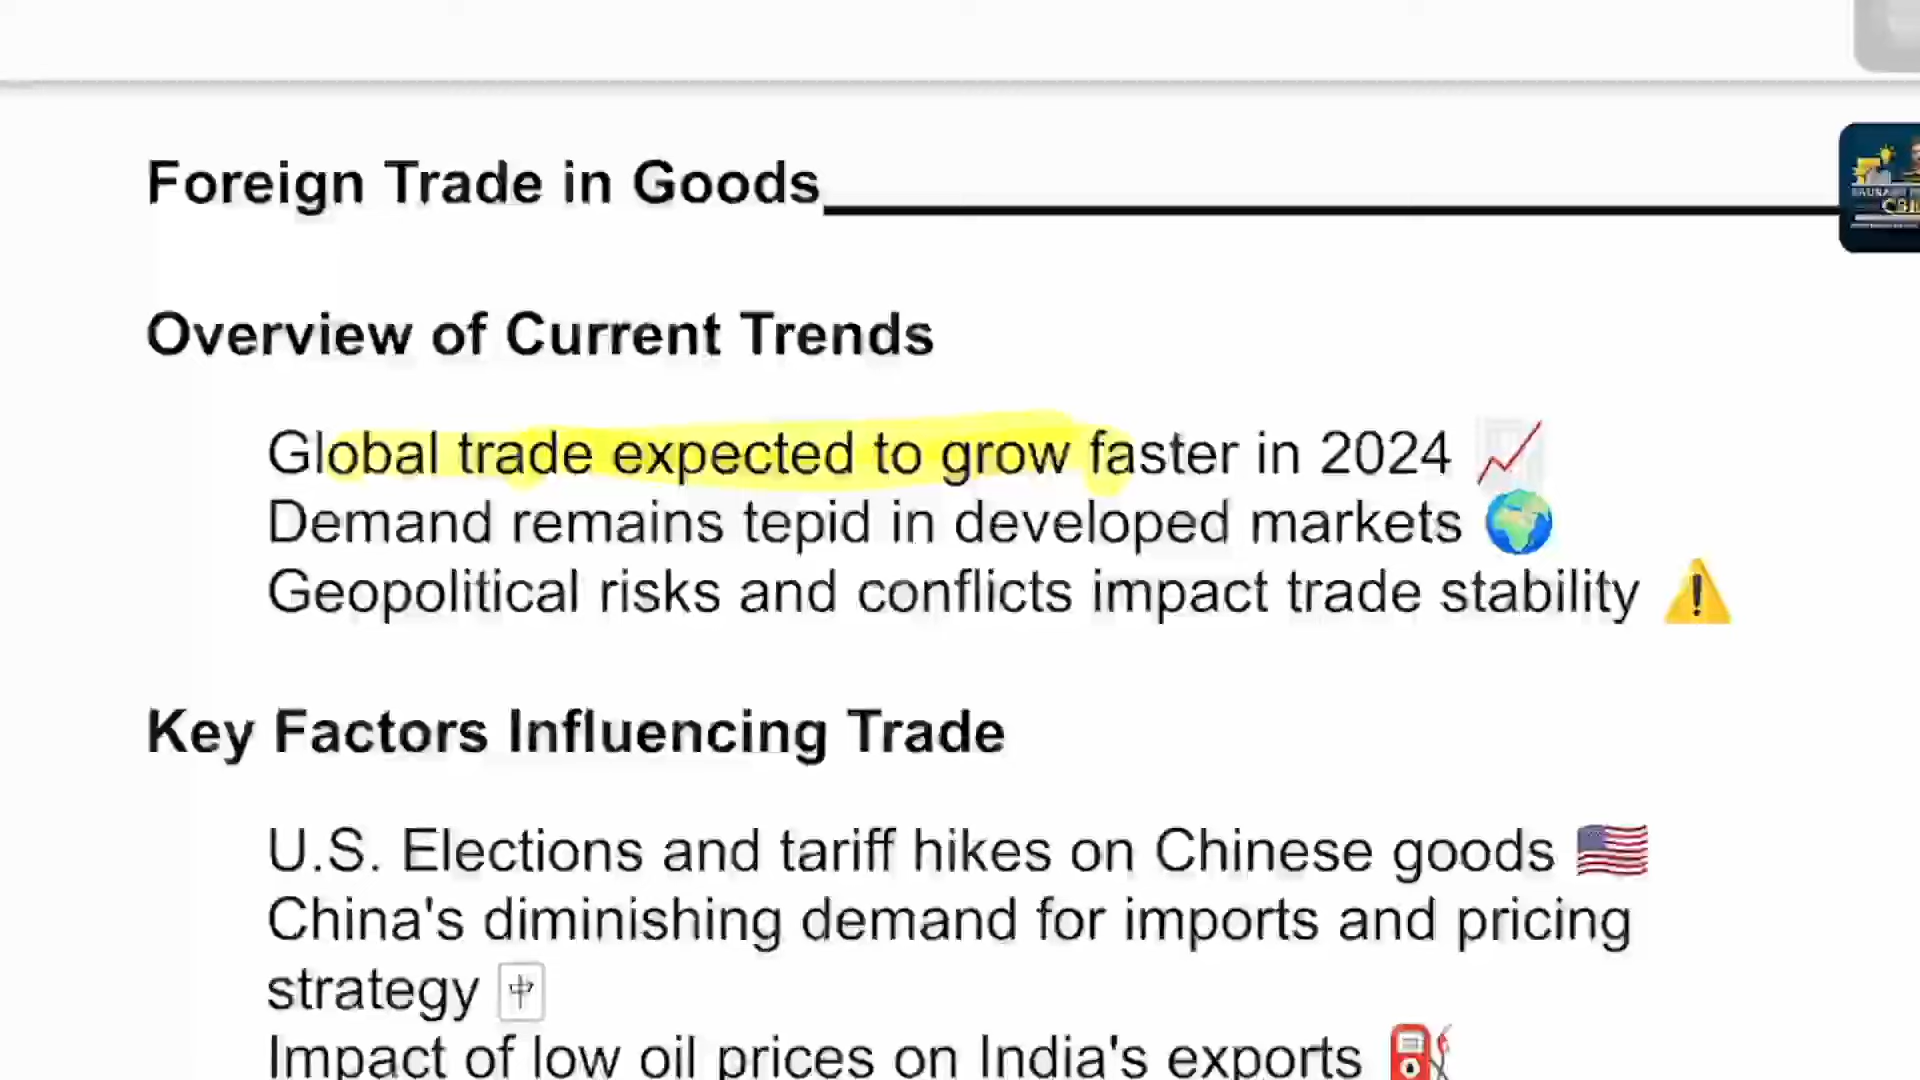 Foreign Trade in Goods
Overview of Current Trends
Global trade expected to grow faster in 2024 📈
Demand remains tepid in developed markets 🌍
Geopolitical risks and conflicts impact trade stability ⚠️
Key Factors Influencing Trade
U.S. Elections and tariff hikes on Chinese goods 🇺🇸
China's diminishing demand for imports and pricing
strategy 🀄
Impact of low oil prices on India's exports ⛽